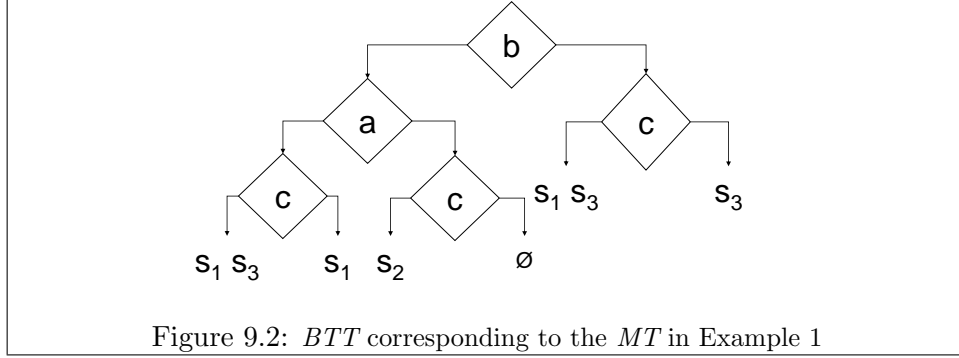 b
a
c
c
c
s₁ s₃
s₃
s₁ s₃
s₁
s₂
ø
Figure 9.2: BTT corresponding to the MT in Example 1